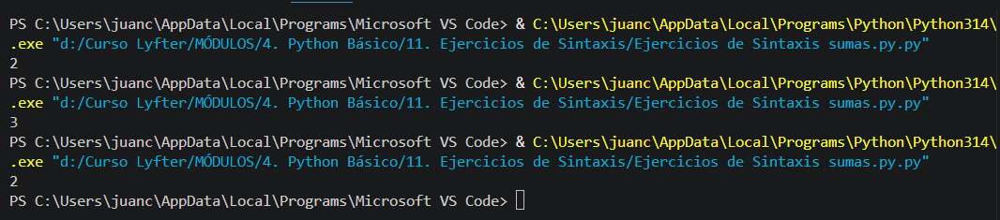 PS C:\Users\juanc\AppData\Local\Programs\Microsoft VS Code> & C:\Users\juanc\AppData\Local\Programs\Python\Python314\
.exe "d:/Curso Lyfter/MÓDULOS/4. Python Básico/11. Ejercicios de Sintaxis/Ejercicios de Sintaxis sumas.py.py"
2
PS C:\Users\juanc\AppData\Local\Programs\Microsoft VS Code> & C:\Users\juanc\AppData\Local\Programs\Python\Python314\
.exe "d:/Curso Lyfter/MÓDULOS/4. Python Básico/11. Ejercicios de Sintaxis/Ejercicios de Sintaxis sumas.py.py"
3
PS C:\Users\juanc\AppData\Local\Programs\Microsoft VS Code> & C:\Users\juanc\AppData\Local\Programs\Python\Python314\
.exe "d:/Curso Lyfter/MÓDULOS/4. Python Básico/11. Ejercicios de Sintaxis/Ejercicios de Sintaxis sumas.py.py"
2
PS C:\Users\juanc\AppData\Local\Programs\Microsoft VS Code>